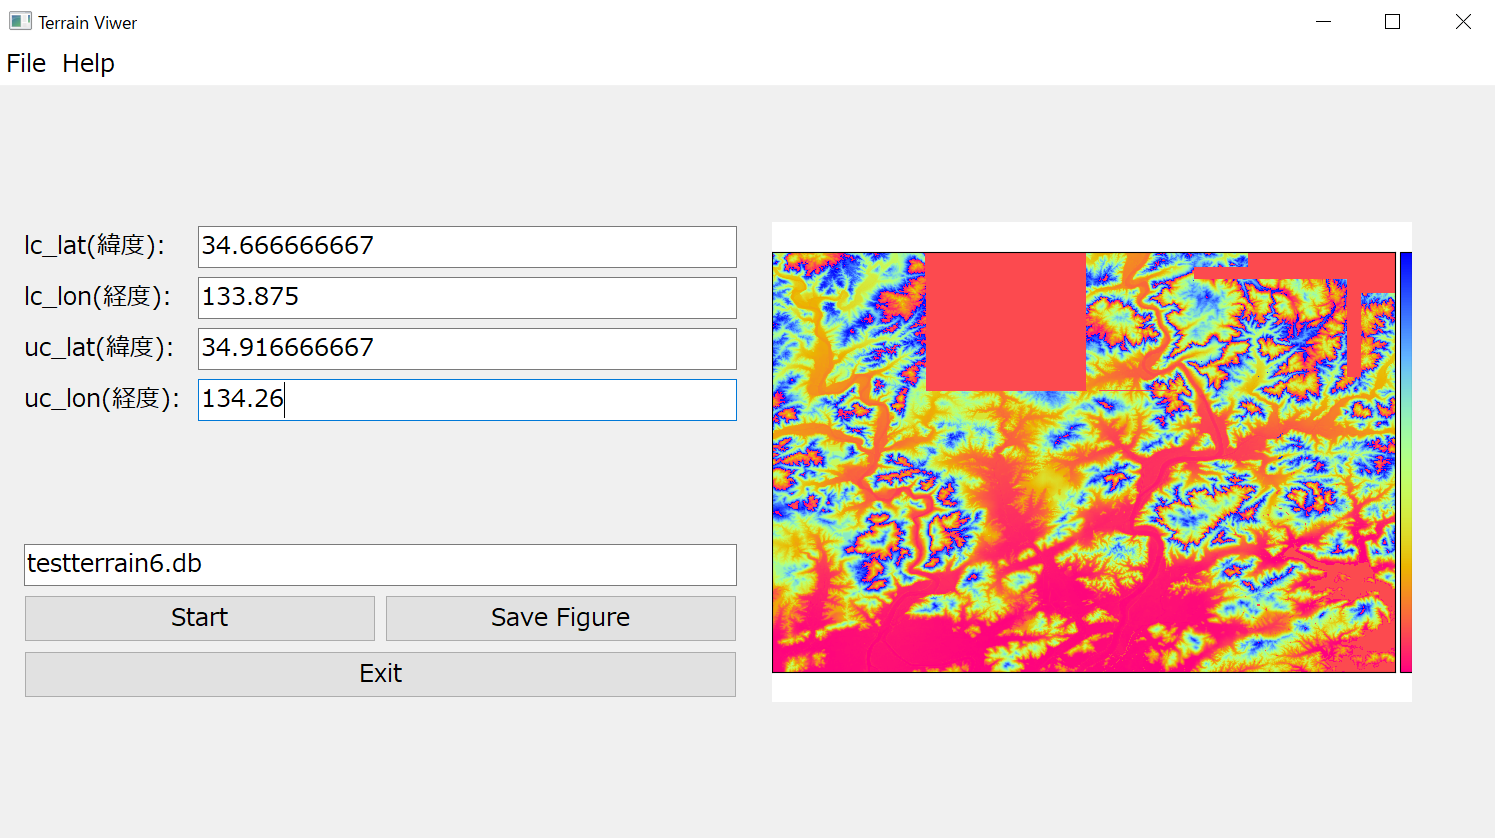 Terrain Viwer
File Help
lc_lat(緯度): 34.666666667
lc_lon(経度): 133.875
uc_lat(緯度): 34.916666667
uc_lon(経度): 134.26
testterrain6.db
Start Save Figure
Exit